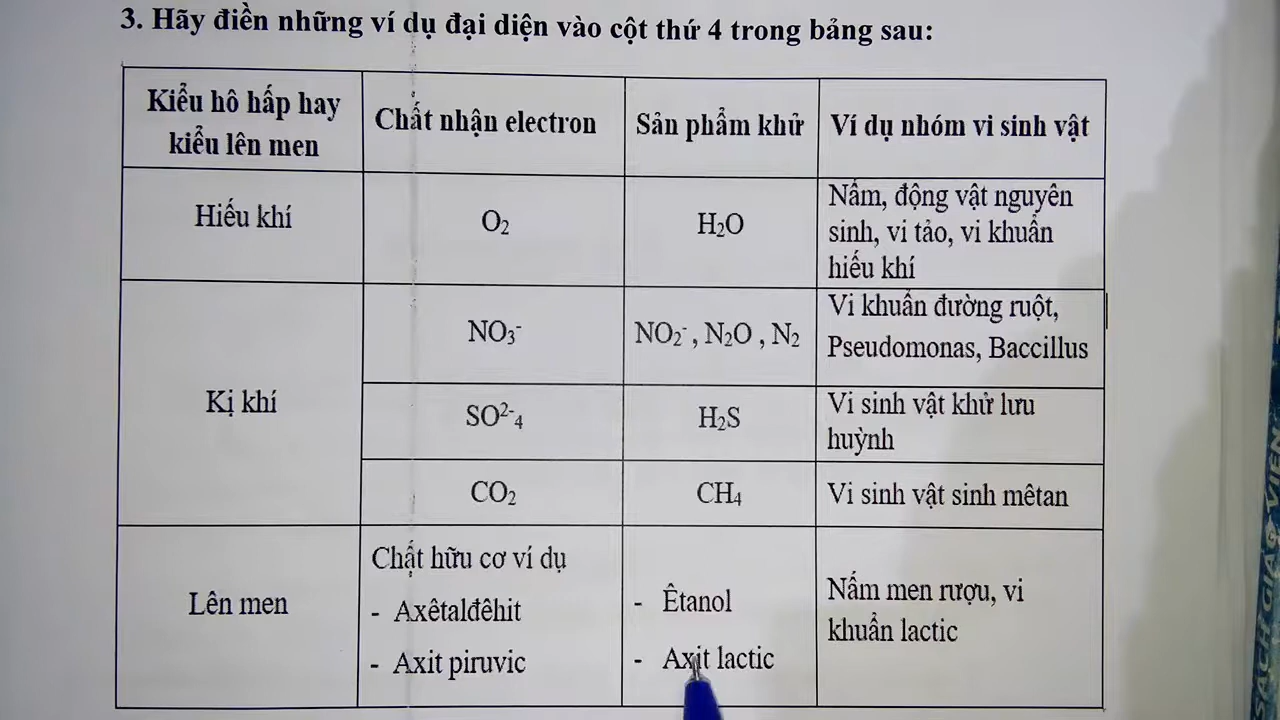 3. Hãy điền những ví dụ đại diện vào cột thứ 4 trong bảng sau:
Kiểu hô hấp hay
kiểu lên men
Chất nhận electron
Sản phẩm khử
Ví dụ nhóm vi sinh vật
Hiếu khí
O₂
H₂O
Nấm, động vật nguyên
sinh, vi tảo, vi khuẩn
hiếu khí
Kị khí
NO₃⁻
NO₂⁻ , N₂O , N₂
Vi khuẩn đường ruột,
Pseudomonas, Baccillus
SO²⁻₄
H₂S
Vi sinh vật khử lưu
huỳnh
CO₂
CH₄
Vi sinh vật sinh mêtan
Lên men
Chất hữu cơ ví dụ
- Axêtalđêhit
- Axit piruvic
- Êtanol
- Axit lactic
Nấm men rượu, vi
khuẩn lactic
SÁCH GIÁO VIÊN